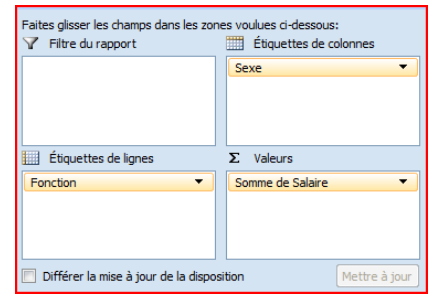 Faites glisser les champs dans les zones voulues ci-dessous:
Filtre du rapport
Étiquettes de colonnes
Sexe
Étiquettes de lignes
Σ Valeurs
Fonction
Somme de Salaire
Différer la mise à jour de la disposition
Mettre à jour